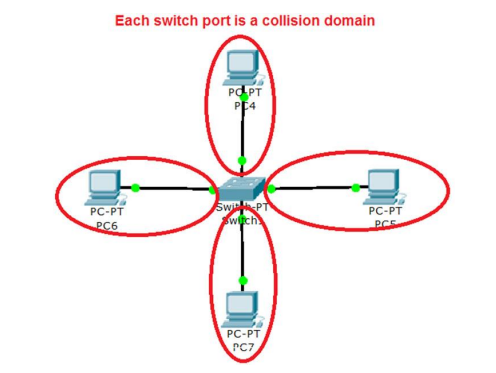 Each switch port is a collision domain
PC-PT
PC4
PC-PT
PC6
Switch-PT
Switch1
PC-PT
PC5
PC-PT
PC7